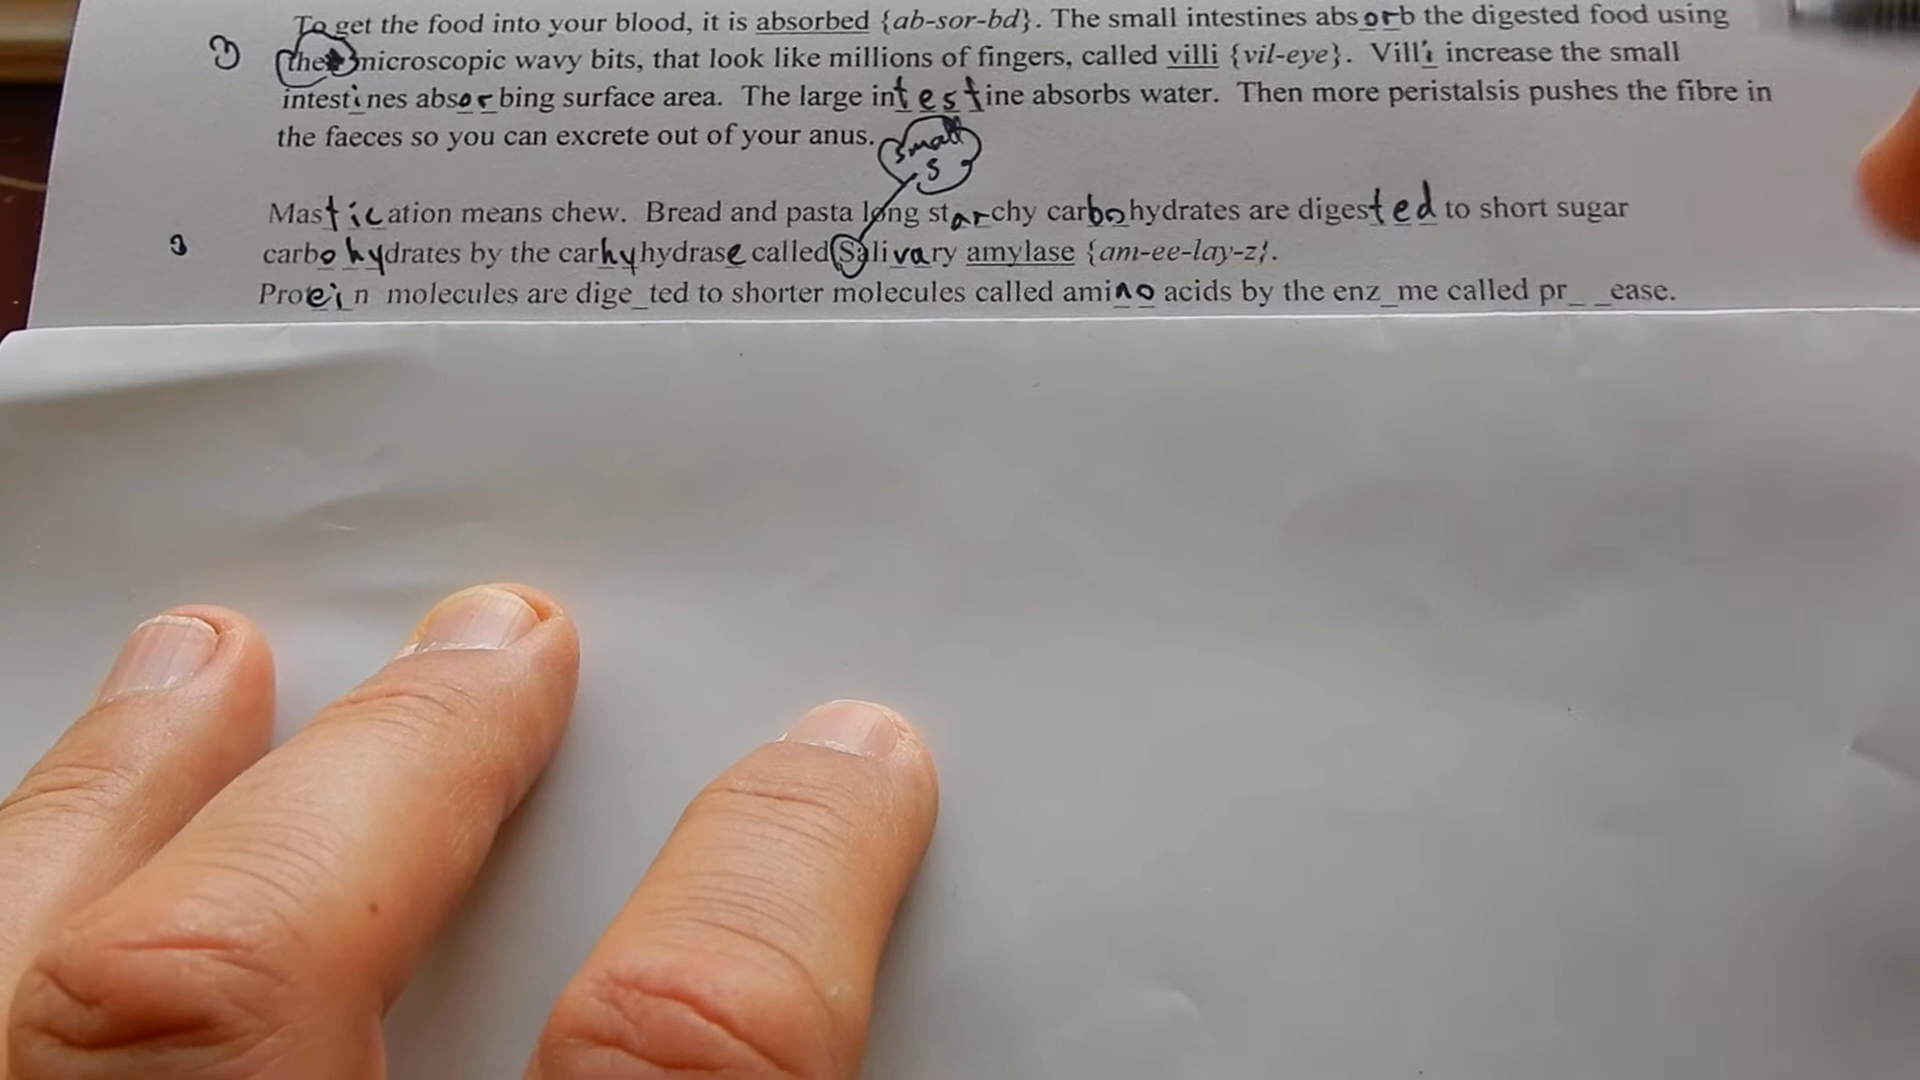 To get the food into your blood, it is absorbed {ab-sor-bd}. The small intestines absorb the digested food using
3 the microscopic wavy bits, that look like millions of fingers, called villi {vil-eye}. Villi increase the small
intestines absorbing surface area. The large intestine absorbs water. Then more peristalsis pushes the fibre in
the faeces so you can excrete out of your anus.
small
s
Mastication means chew. Bread and pasta long starchy carbohydrates are digested to short sugar
3 carbohydrates by the carhyhydrase called Salivary amylase {am-ee-lay-z}.
Proein molecules are dige_ted to shorter molecules called amino acids by the enz_me called pr_ _ease.